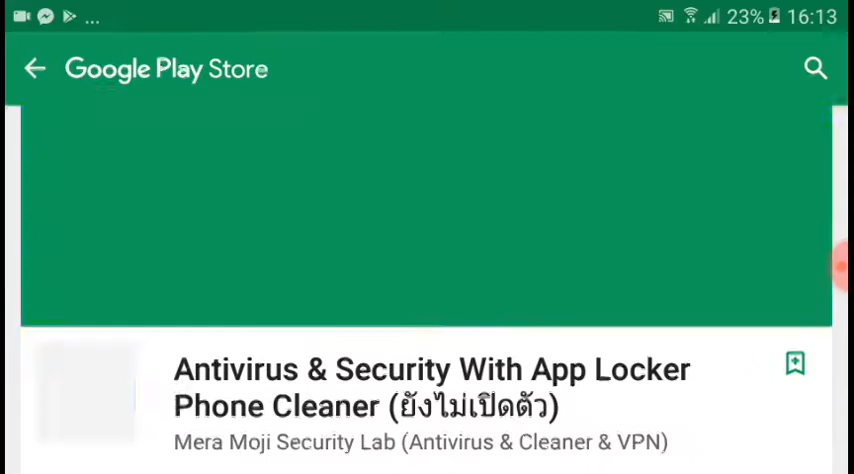 ... 23% 16:13
Google Play Store
Antivirus & Security With App Locker
Phone Cleaner (ยังไม่เปิดตัว)
Mera Moji Security Lab (Antivirus & Cleaner & VPN)